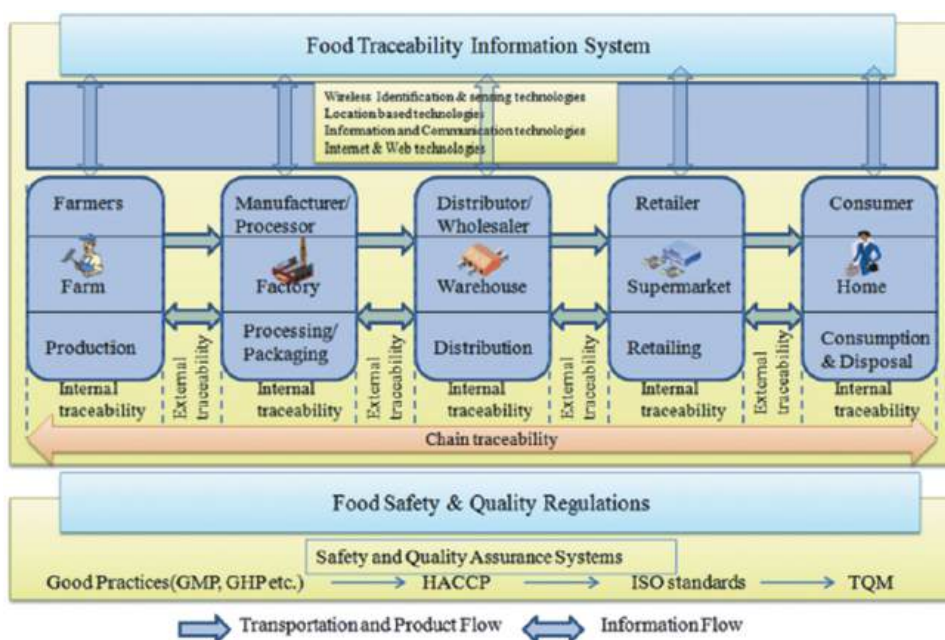 Food Traceability Information System
Wireless Identification & sensing technologies
Location based technologies
Information and Communication technologies
Internet & Web technologies
Farmers
Farm
Production
Manufacturer/
Processor
Factory
Processing/
Packaging
Distributor/
Wholesaler
Warehouse
Distribution
Retailer
Supermarket
Retailing
Consumer
Home
Consumption
& Disposal
Internal
traceability
External
traceability
Internal
traceability
External
traceability
Internal
traceability
External
traceability
Internal
traceability
External
traceability
Internal
traceability
Chain traceability
Food Safety & Quality Regulations
Safety and Quality Assurance Systems
Good Practices(GMP, GHP etc.) HACCP ISO standards TQM
Transportation and Product Flow Information Flow